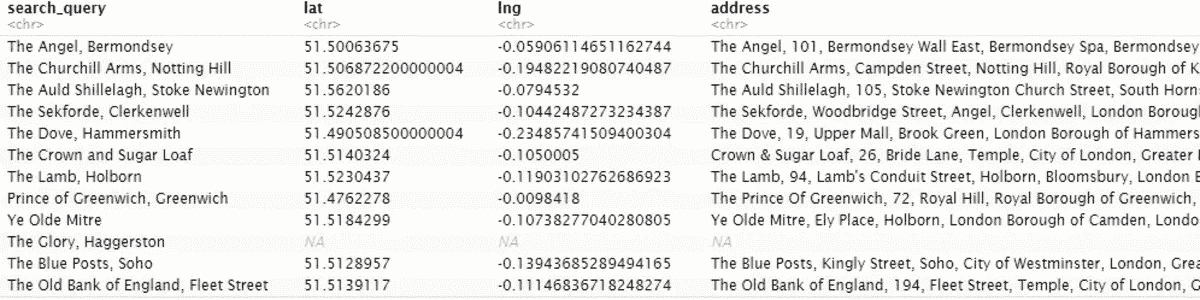 search_query lat lng address
<chr> <chr> <chr> <chr>
The Angel, Bermondsey 51.50063675 -0.05906114651162744 The Angel, 101, Bermondsey Wall East, Bermondsey Spa, Bermondsey
The Churchill Arms, Notting Hill 51.506872200000004 -0.19482219080740487 The Churchill Arms, Campden Street, Notting Hill, Royal Borough of K
The Auld Shillelagh, Stoke Newington 51.5620186 -0.0794532 The Auld Shillelagh, 105, Stoke Newington Church Street, South Horns
The Sekforde, Clerkenwell 51.5242876 -0.10442487273234387 The Sekforde, Woodbridge Street, Angel, Clerkenwell, London Boroug
The Dove, Hammersmith 51.490508500000004 -0.23485741509400304 The Dove, 19, Upper Mall, Brook Green, London Borough of Hammers
The Crown and Sugar Loaf 51.5140324 -0.1050005 Crown & Sugar Loaf, 26, Bride Lane, Temple, City of London, Greater
The Lamb, Holborn 51.5230437 -0.11903102762686923 The Lamb, 94, Lamb's Conduit Street, Holborn, Bloomsbury, London B
Prince of Greenwich, Greenwich 51.4762278 -0.0098418 The Prince Of Greenwich, 72, Royal Hill, Royal Borough of Greenwich,
Ye Olde Mitre 51.5184299 -0.10738277040280805 Ye Olde Mitre, Ely Place, Holborn, London Borough of Camden, Londo
The Glory, Haggerston NA NA NA
The Blue Posts, Soho 51.5128957 -0.13943685289494165 The Blue Posts, Kingly Street, Soho, City of Westminster, London, Grea
The Old Bank of England, Fleet Street 51.5139117 -0.11146836718248274 The Old Bank of England, 194, Fleet Street, Temple, City of London, G